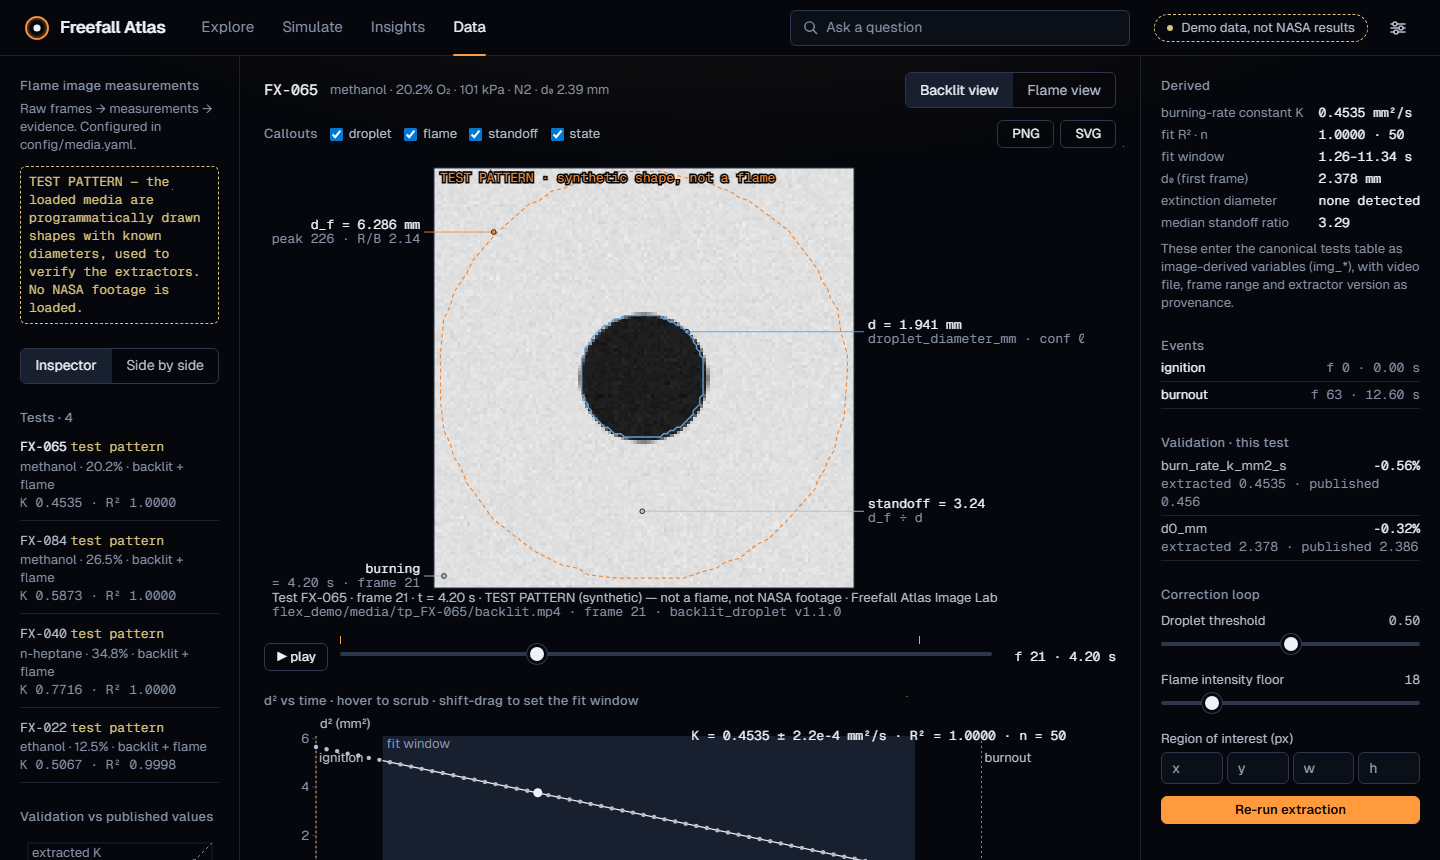 Freefall Atlas
Explore
Simulate
Insights
Data
Ask a question
Demo data, not NASA results
Flame image measurements
Raw frames → measurements →
evidence. Configured in
config/media.yaml.
TEST PATTERN — the
loaded media are
programmatically drawn
shapes with known
diameters, used to
verify the extractors.
No NASA footage is
loaded.
Inspector
Side by side
Tests · 4
FX-065 test pattern
methanol · 20.2% · backlit +
flame
K 0.4535 · R² 1.0000
FX-084 test pattern
methanol · 26.5% · backlit +
flame
K 0.5873 · R² 1.0000
FX-040 test pattern
n-heptane · 34.8% · backlit +
flame
K 0.7716 · R² 1.0000
FX-022 test pattern
ethanol · 12.5% · backlit + flame
K 0.5067 · R² 0.9998
Validation vs published values
extracted K
FX-065 methanol · 20.2% O₂ · 101 kPa · N2 · d₀ 2.39 mm
Backlit view
Flame view
Callouts
droplet
flame
standoff
state
PNG
SVG
TEST PATTERN · synthetic shape, not a flame
d_f = 6.286 mm
peak 226 · R/B 2.14
d = 1.941 mm
droplet_diameter_mm · conf
standoff = 3.24
d_f ÷ d
burning
= 4.20 s · frame 21
Test FX-065 · frame 21 · t = 4.20 s · TEST PATTERN (synthetic) — not a flame, not NASA footage · Freefall Atlas Image Lab
flex_demo/media/tp_FX-065/backlit.mp4 · frame 21 · backlit_droplet v1.1.0
▶ play
f 21 · 4.20 s
d² vs time · hover to scrub · shift-drag to set the fit window
d² (mm²)
K = 0.4535 ± 2.2e-4 mm²/s · R² = 1.0000 · n = 50
6
fit window
ignition
burnout
4
2
Derived
burning-rate constant K 0.4535 mm²/s
fit R² · n 1.0000 · 50
fit window 1.26–11.34 s
d₀ (first frame) 2.378 mm
extinction diameter none detected
median standoff ratio 3.29
These enter the canonical tests table as
image-derived variables (img_*), with video
file, frame range and extractor version as
provenance.
Events
ignition f 0 · 0.00 s
burnout f 63 · 12.60 s
Validation · this test
burn_rate_k_mm2_s -0.56%
extracted 0.4535 · published
0.456
d0_mm -0.32%
extracted 2.378 · published 2.386
Correction loop
Droplet threshold 0.50
Flame intensity floor 18
Region of interest (px)
x
y
w
h
Re-run extraction